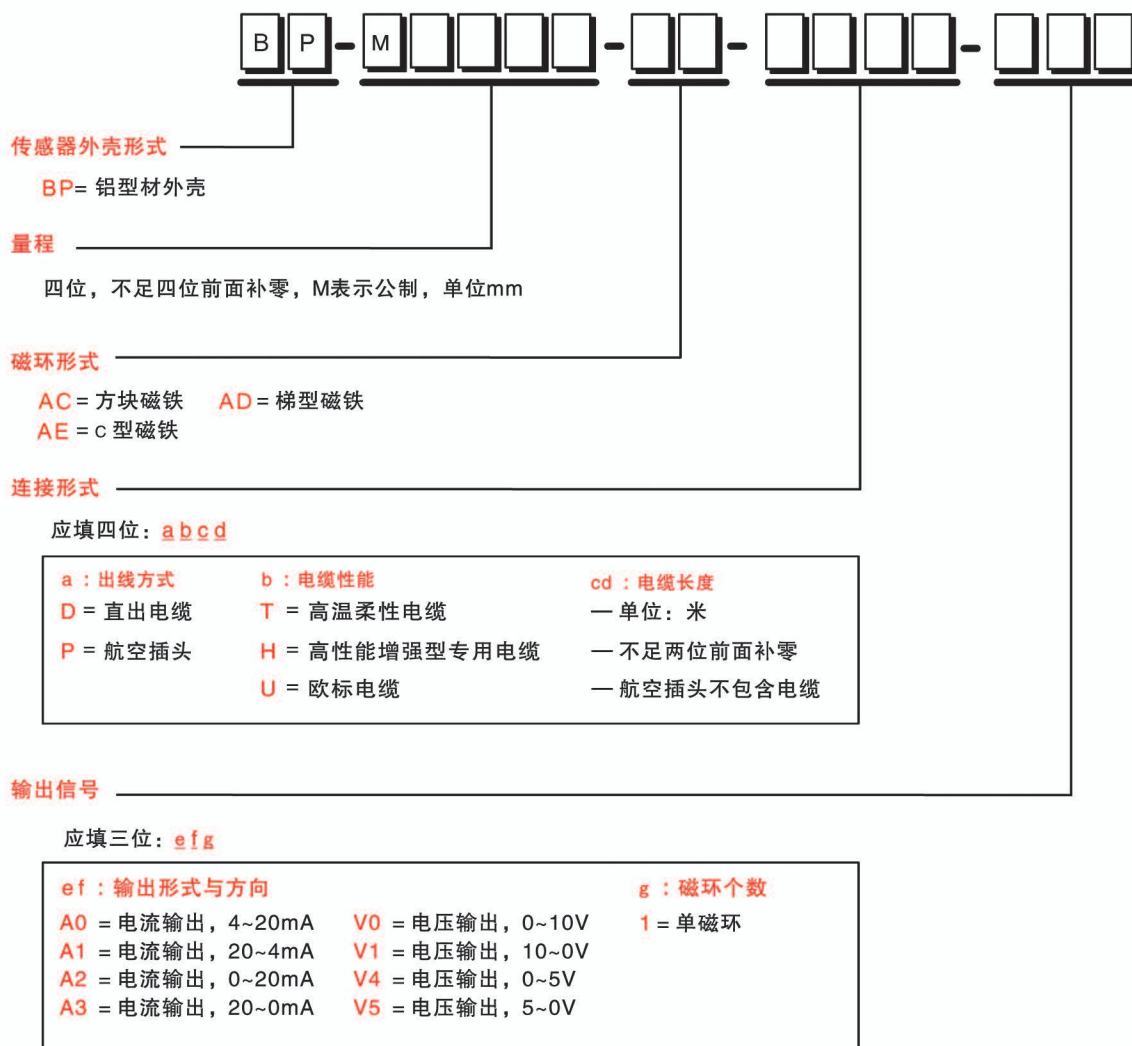 BP-M□□□□-□□-□□□□-□□□
传感器外壳形式
BP= 铝型材外壳
量程
四位，不足四位前面补零，M表示公制，单位mm
磁环形式
AC = 方块磁铁 AD = 梯型磁铁
AE = c 型磁铁
连接形式
应填四位：abcd
a：出线方式 b：电缆性能 cd：电缆长度
D = 直出电缆 T = 高温柔性电缆 — 单位：米
P = 航空插头 H = 高性能增强型专用电缆 — 不足两位前面补零
U = 欧标电缆 — 航空插头不包含电缆
输出信号
应填三位：efg
ef：输出形式与方向 g：磁环个数
A0 = 电流输出，4~20mA V0 = 电压输出，0~10V 1 = 单磁环
A1 = 电流输出，20~4mA V1 = 电压输出，10~0V
A2 = 电流输出，0~20mA V4 = 电压输出，0~5V
A3 = 电流输出，20~0mA V5 = 电压输出，5~0V